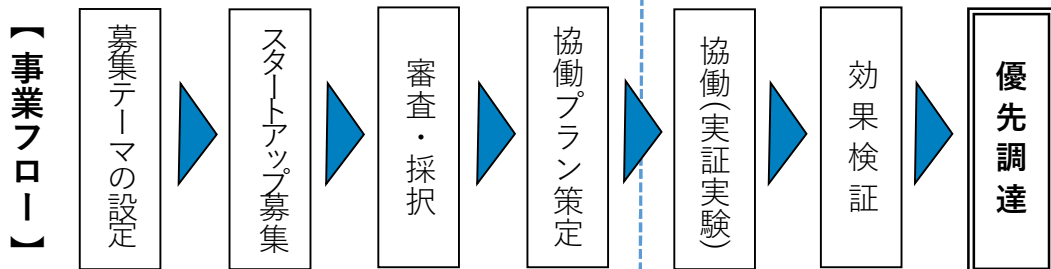 【事業フロー】
募集テーマの設定
スタートアップ募集
審査・採択
協働プラン策定
協働(実証実験)
効果検証
優先調達